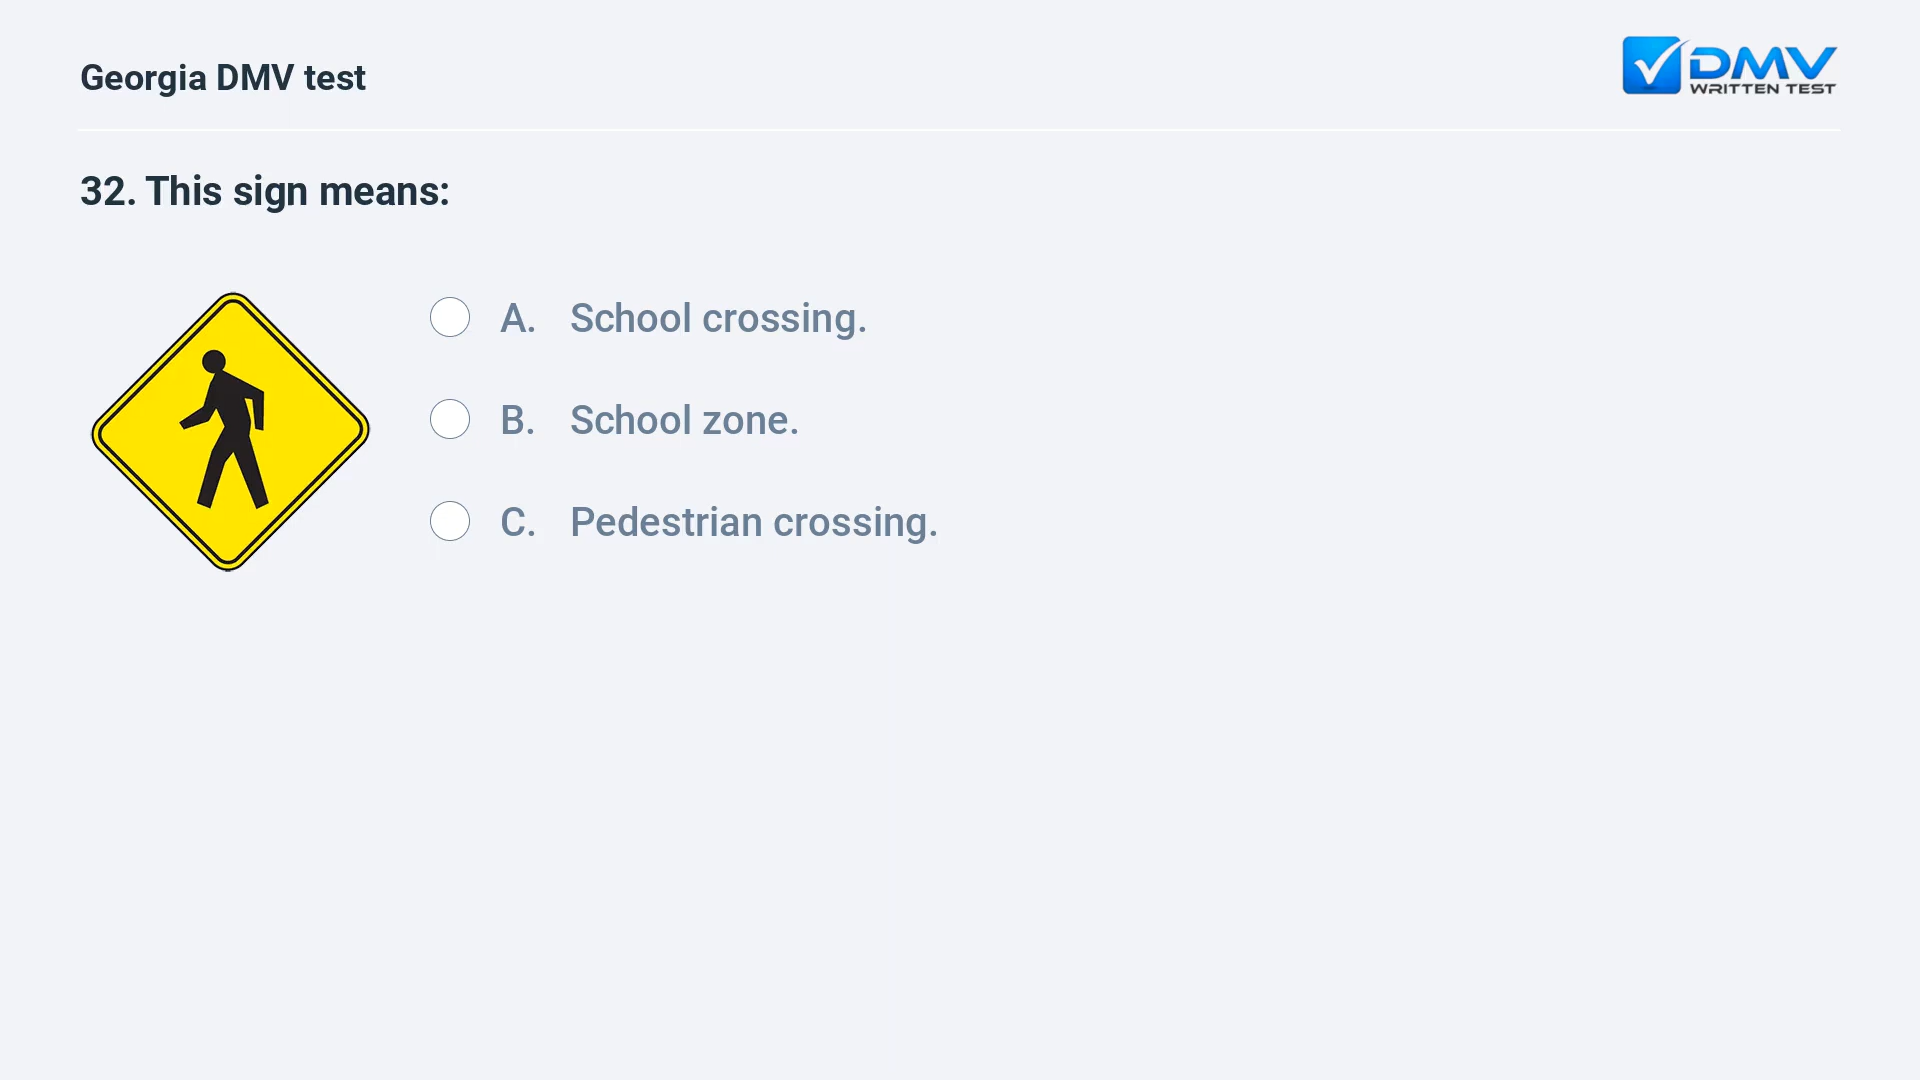 Georgia DMV test
DMV
WRITTEN TEST
32. This sign means:
A. School crossing.
B. School zone.
C. Pedestrian crossing.